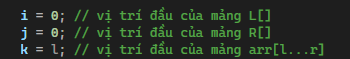 i = 0; // vị trí đầu của mảng L[]
j = 0; // vị trí đầu của mảng R[]
k = l; // vị trí đầu của mảng arr[l...r]